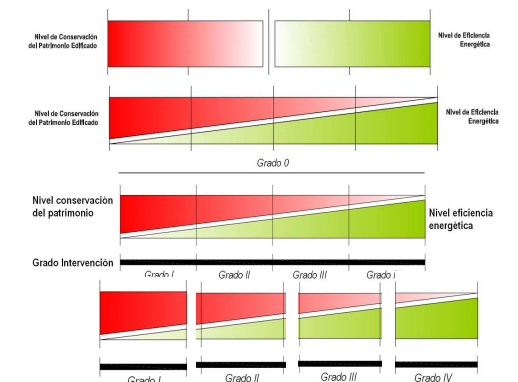 Nivel de Conservación
del Patrimonio Edificado
Nivel de Eficiencia
Energética
Nivel de Conservación
del Patrimonio Edificado
Nivel de Eficiencia
Energética
Grado 0
Nivel conservación
del patrimonio
Nivel eficiencia
energética
Grado Intervención
Grado I
Grado II
Grado III
Grado i
Grado I
Grado II
Grado III
Grado IV